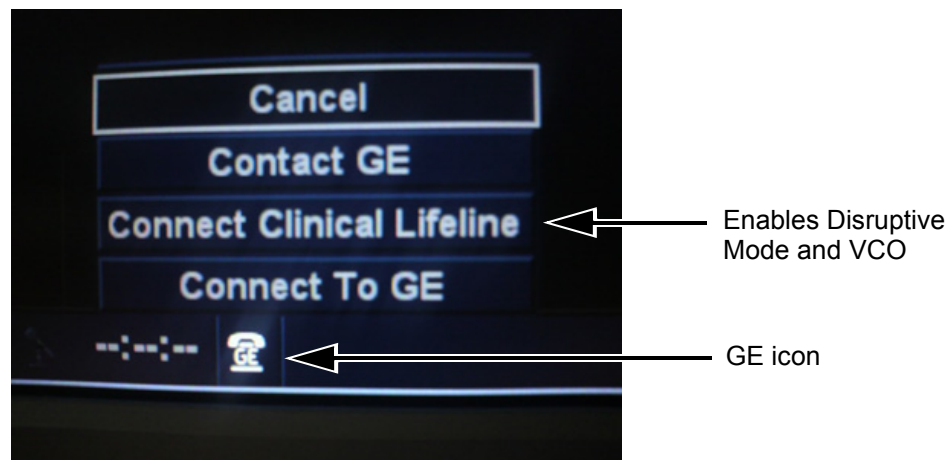 Cancel
Contact GE
Connect Clinical Lifeline
Enables Disruptive
Mode and VCO
Connect To GE
--:--:--
GE
GE icon